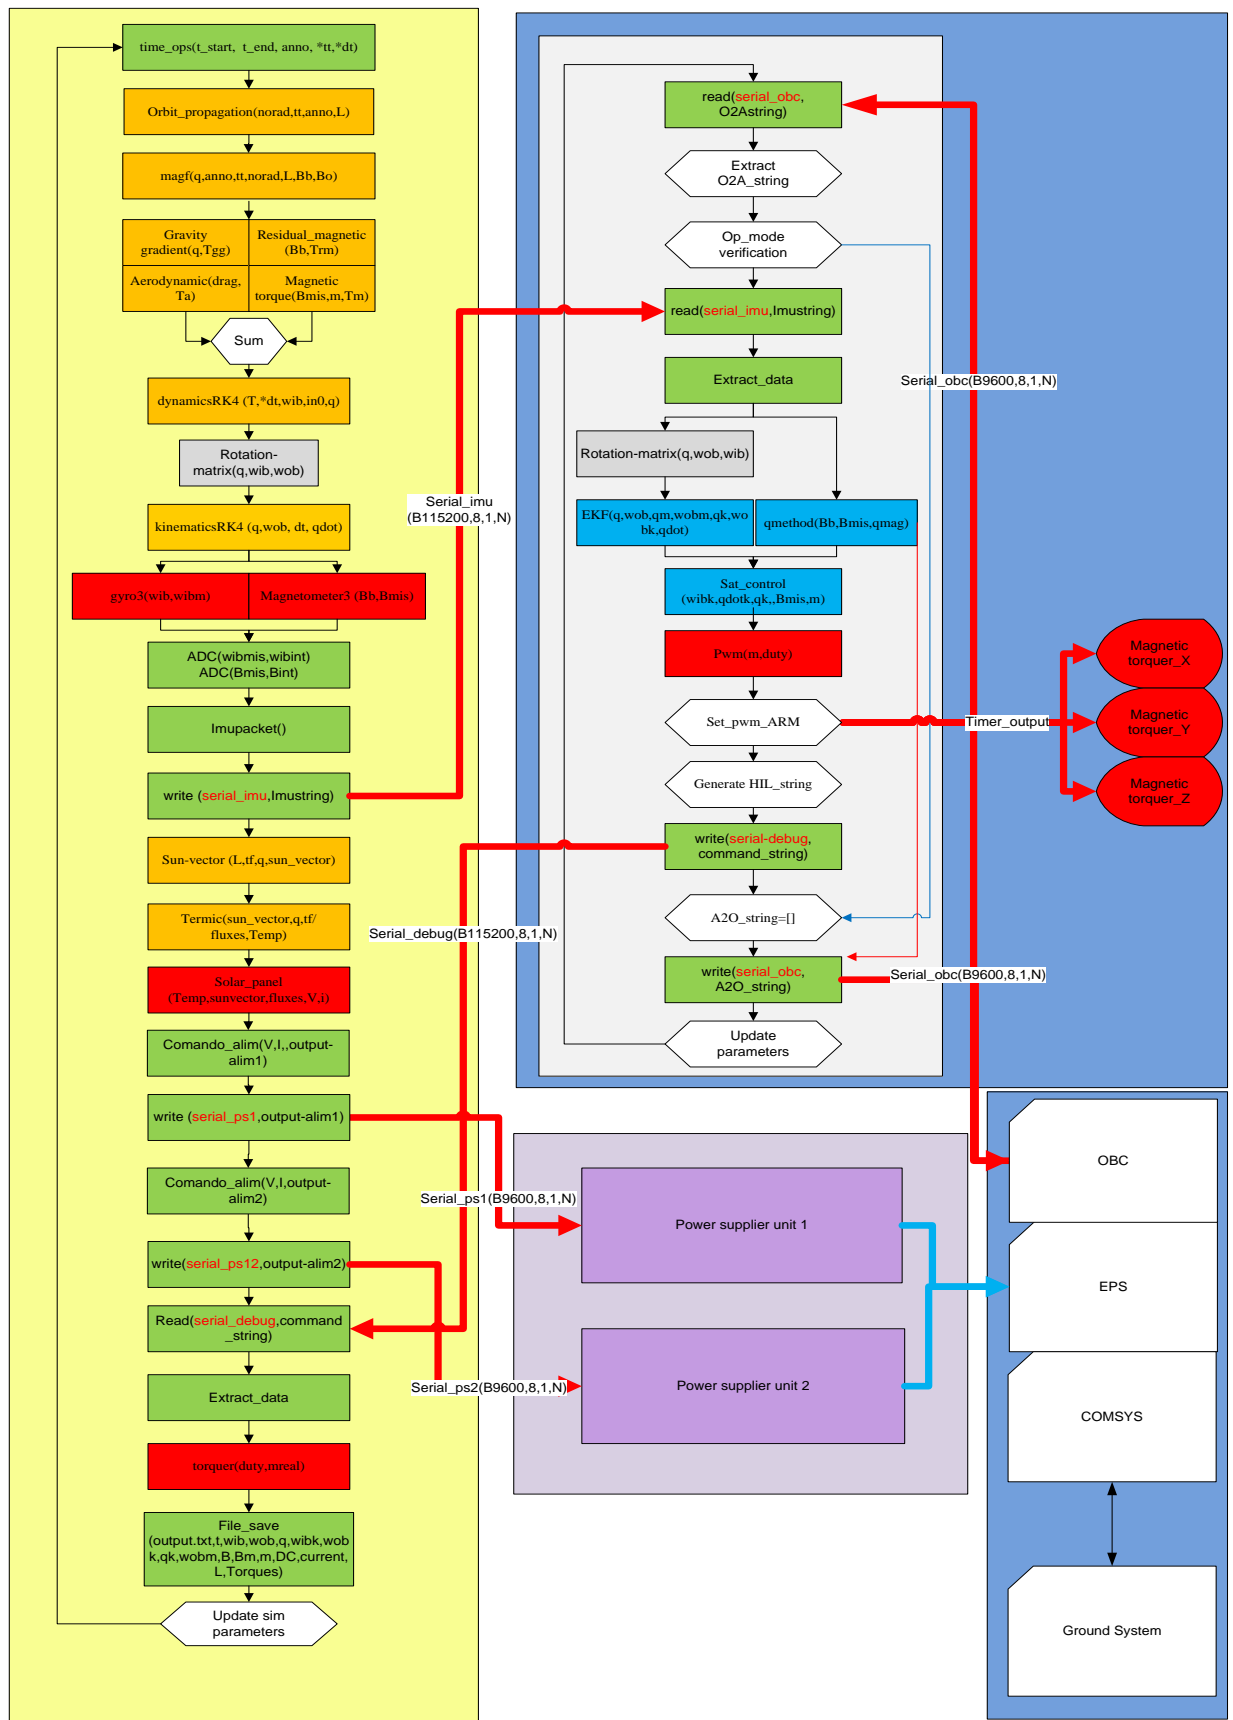 time_ops(t_start, t_end, anno, *tt,*dt)
Orbit_propagation(norad,tt,anno,L)
magf(q,anno,tt,norad,L,Bb,Bo)
Gravity
gradient(q,Tgg)
Residual_magnetic
(Bb,Trm)
Aerodynamic(drag,
Ta)
Magnetic
torque(Bmis,m,Tm)
Sum
dynamicsRK4 (T,*dt,wib,in0,q)
Rotation-
matrix(q,wib,wob)
kinematicsRK4 (q,wob, dt, qdot)
gyro3(wib,wibm)
Magnetometer3 (Bb,Bmis)
ADC(wibmis,wibint)
ADC(Bmis,Bint)
Imupacket()
write (serial_imu,Imustring)
Sun-vector (L,tf,q,sun_vector)
Termic(sun_vector,q,tf/
fluxes,Temp)
Solar_panel
(Temp,sunvector,fluxes,V,i)
Comando_alim(V,I,,output-
alim1)
write (serial_ps1,output-alim1)
Comando_alim(V,I,output-
alim2)
write(serial_ps12,output-alim2)
Read(serial_debug,command
_string)
Extract_data
torquer(duty,mreal)
File_save
(output.txt,t,wib,wob,q,wibk,wob
k,qk,wobm,B,Bm,m,DC,current,
L,Torques)
Update sim
parameters
Serial_imu
(B115200,8,1,N)
Serial_debug(B115200,8,1,N)
Serial_ps1(B9600,8,1,N)
Serial_ps2(B9600,8,1,N)
read(serial_obc,
O2Astring)
Extract
O2A_string
Op_mode
verification
read(serial_imu,Imustring)
Extract_data
Rotation-matrix(q,wob,wib)
EKF(q,wob,qm,wobm,qk,wo
bk,qdot)
qmethod(Bb,Bmis,qmag)
Sat_control
(wibk,qdotk,qk,,Bmis,m)
Pwm(m,duty)
Set_pwm_ARM
Generate HIL_string
write(serial-debug,
command_string)
A2O_string=[]
write(serial_obc,
A2O_string)
Update
parameters
Serial_obc(B9600,8,1,N)
Timer_output
Serial_obc(B9600,8,1,N)
Magnetic
torquer_X
Magnetic
torquer_Y
Magnetic
torquer_Z
Power supplier unit 1
Power supplier unit 2
OBC
EPS
COMSYS
Ground System